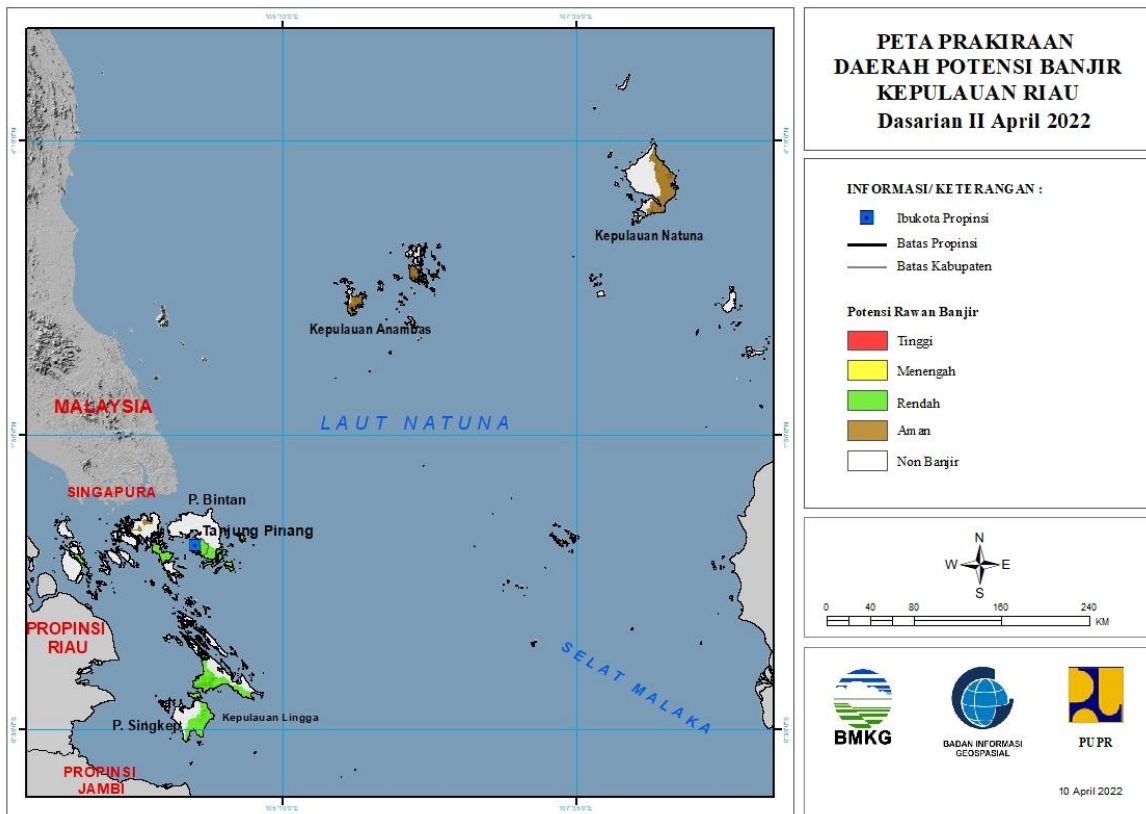 PETA PRAKIRAAN
DAERAH POTENSI BANJIR
KEPULAUAN RIAU
Dasarian II April 2022
INFORMASI/ KETERANGAN :
Ibukota Propinsi
Batas Propinsi
Batas Kabupaten
Potensi Rawan Banjir
Tinggi
Menengah
Rendah
Aman
Non Banjir
N
W E
S
0 40 80 160 240
KM
BMKG
BADAN INFORMASI
GEOSPASIAL
PUPR
10 April 2022
Kepulauan Natuna
Kepulauan Anambas
MALAYSIA
LAUT NATUNA
SINGAPURA
P. Bintan
Tanjung Pinang
PROPINSI
RIAU
SELAT MALAKA
P. Singkep
Kepulauan Lingga
PROPINSI
JAMBI